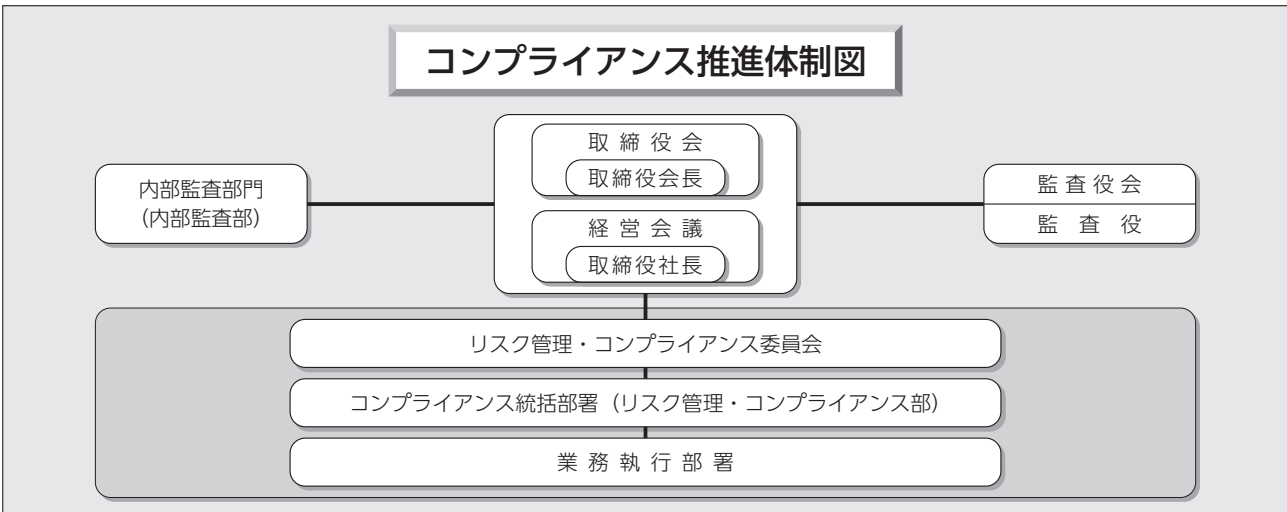 コンプライアンス推進体制図
取締役会
取締役会長
内部監査部門
(内部監査部)
監査役会
監査役
経営会議
取締役社長
リスク管理・コンプライアンス委員会
コンプライアンス統括部署(リスク管理・コンプライアンス部)
業務執行部署